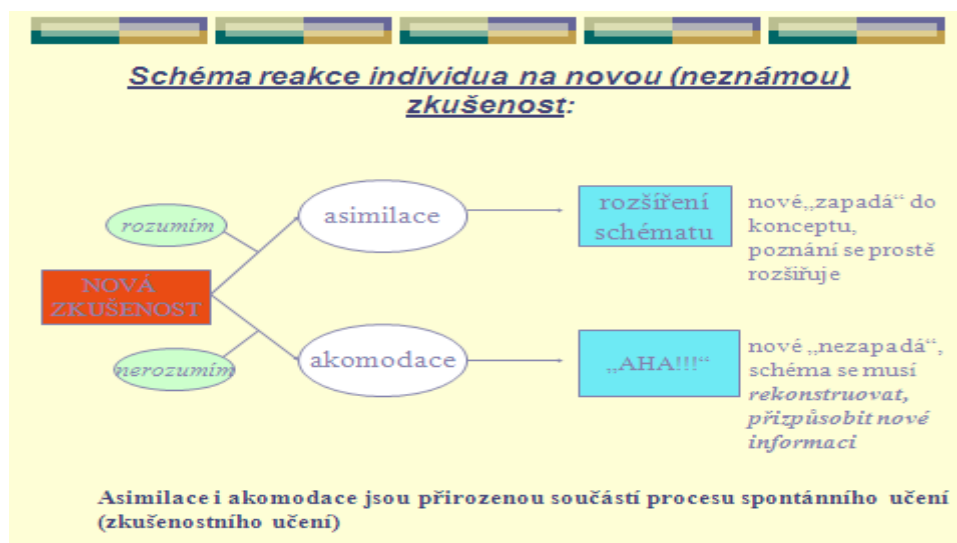 Schéma reakce individua na novou (neznámou)
zkušenost:
rozumím
asimilace
rozšíření
schématu
nové„zapadá“ do
konceptu,
poznání se prostě
rozšiřuje
NOVÁ
ZKUŠENOST
nerozumím
akomodace
„AHA!!!“
nové „nezapadá“,
schéma se musí
rekonstruovat,
přizpůsobit nové
informaci
Asimilace i akomodace jsou přirozenou součástí procesu spontánního učení
(zkušenostního učení)